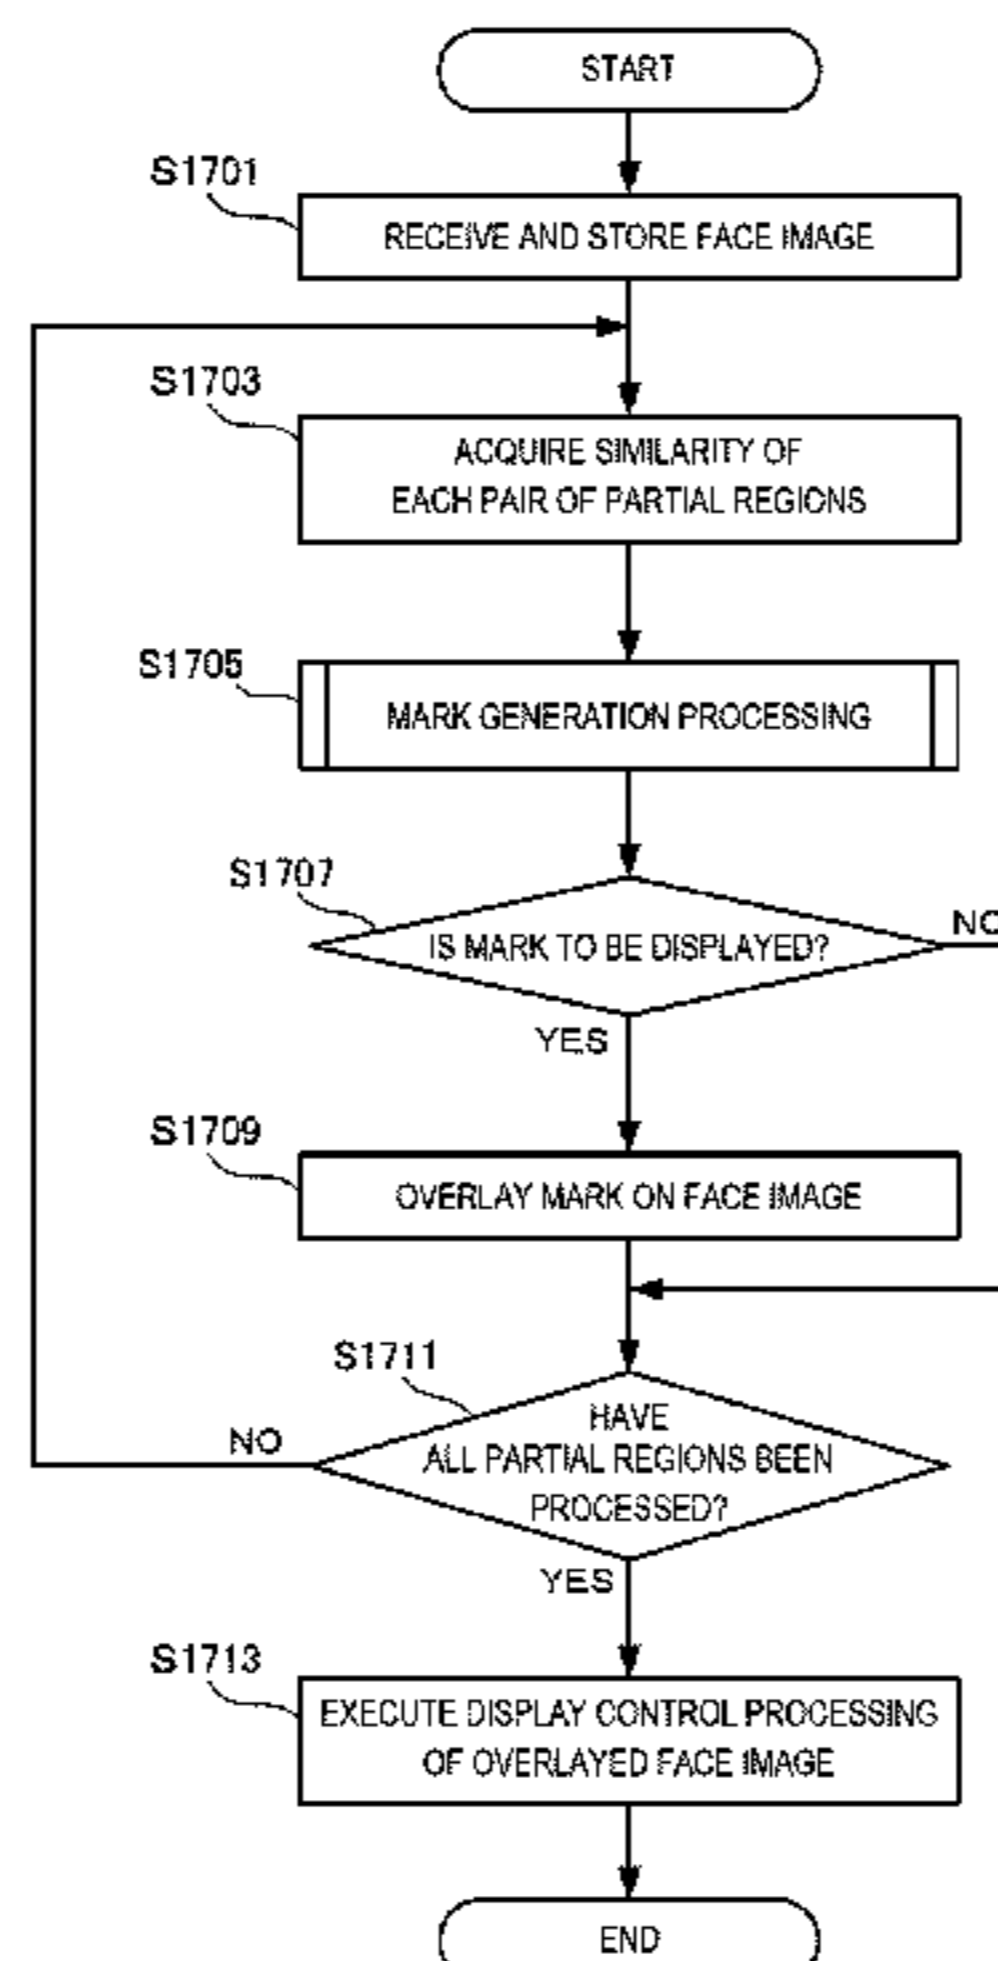 START
S1701
RECEIVE AND STORE FACE IMAGE
S1703
ACQUIRE SIMILARITY OF
EACH PAIR OF PARTIAL REGIONS
S1705
MARK GENERATION PROCESSING
S1707
IS MARK TO BE DISPLAYED?
NO
YES
S1709
OVERLAY MARK ON FACE IMAGE
S1711
HAVE
ALL PARTIAL REGIONS BEEN
PROCESSED?
NO
YES
S1713
EXECUTE DISPLAY CONTROL PROCESSING
OF OVERLAYED FACE IMAGE
END